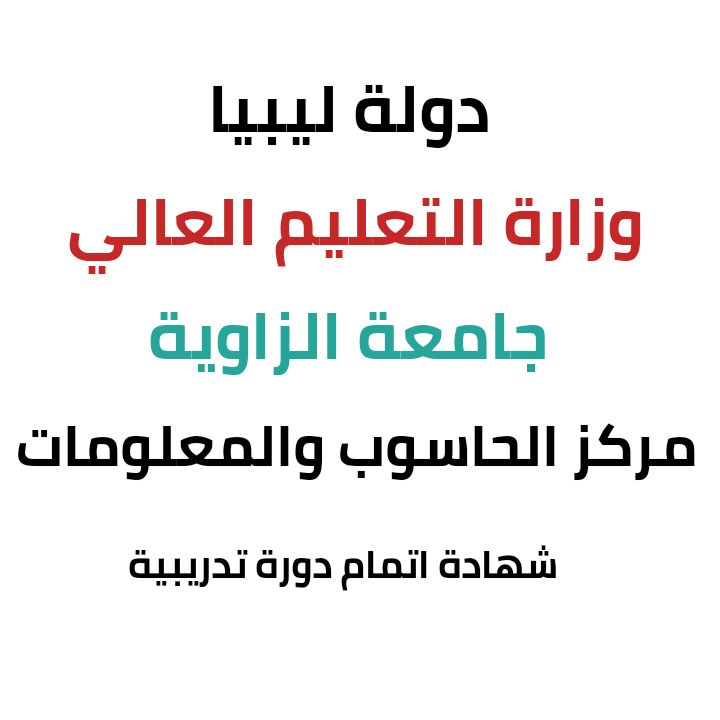 دولة ليبيا
وزارة التعليم العالي
جامعة الزاوية
مركز الحاسوب والمعلومات
شهادة اتمام دورة تدريبية